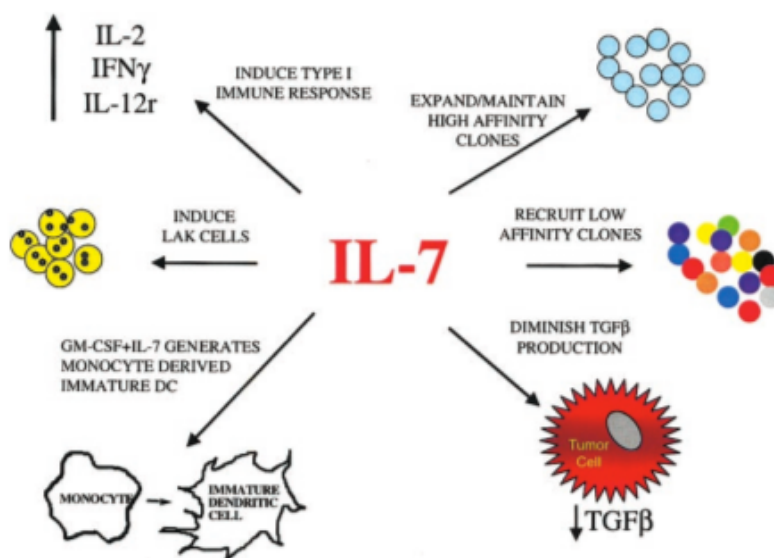 IL-2
IFNγ
IL-12r
INDUCE TYPE I
IMMUNE RESPONSE
EXPAND/MAINTAIN
HIGH AFFINITY
CLONES
INDUCE
LAK CELLS
IL-7
RECRUIT LOW
AFFINITY CLONES
GM-CSF+IL-7 GENERATES
MONOCYTE DERIVED
IMMATURE DC
DIMINISH TGFβ
PRODUCTION
MONOCYTE
IMMATURE
DENDRITIC
CELL
Tumor
Cell
TGFβ